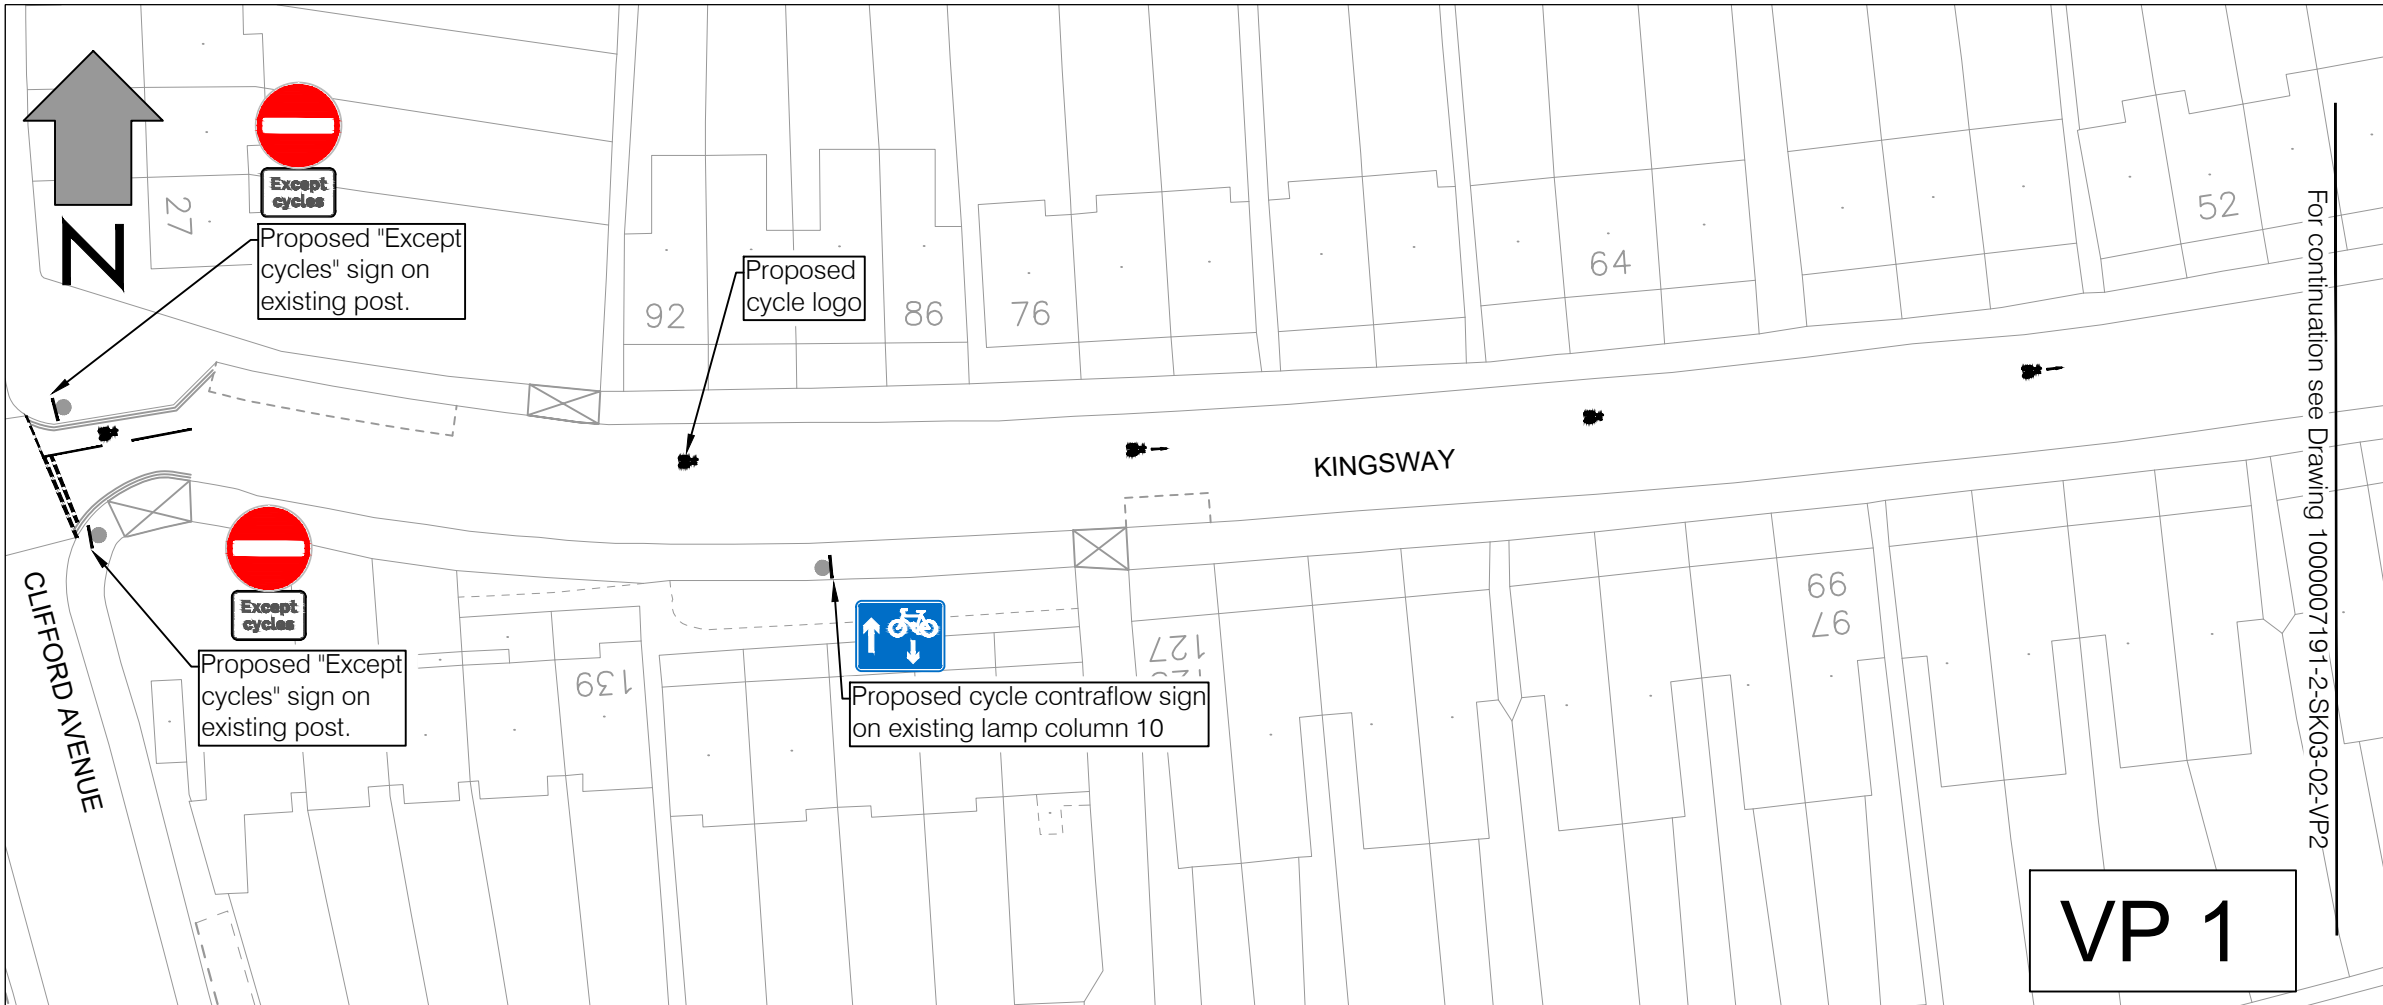 Except
cycles
N
27
Proposed "Except
cycles" sign on
existing post.
Proposed
cycle logo
92
86
76
64
52
KINGSWAY
CLIFFORD AVENUE
Except
cycles
Proposed "Except
cycles" sign on
existing post.
139
Proposed cycle contraflow sign
on existing lamp column 10
127
99
97
For continuation see Drawing 1000007191-2-SK03-02-VP2
VP 1